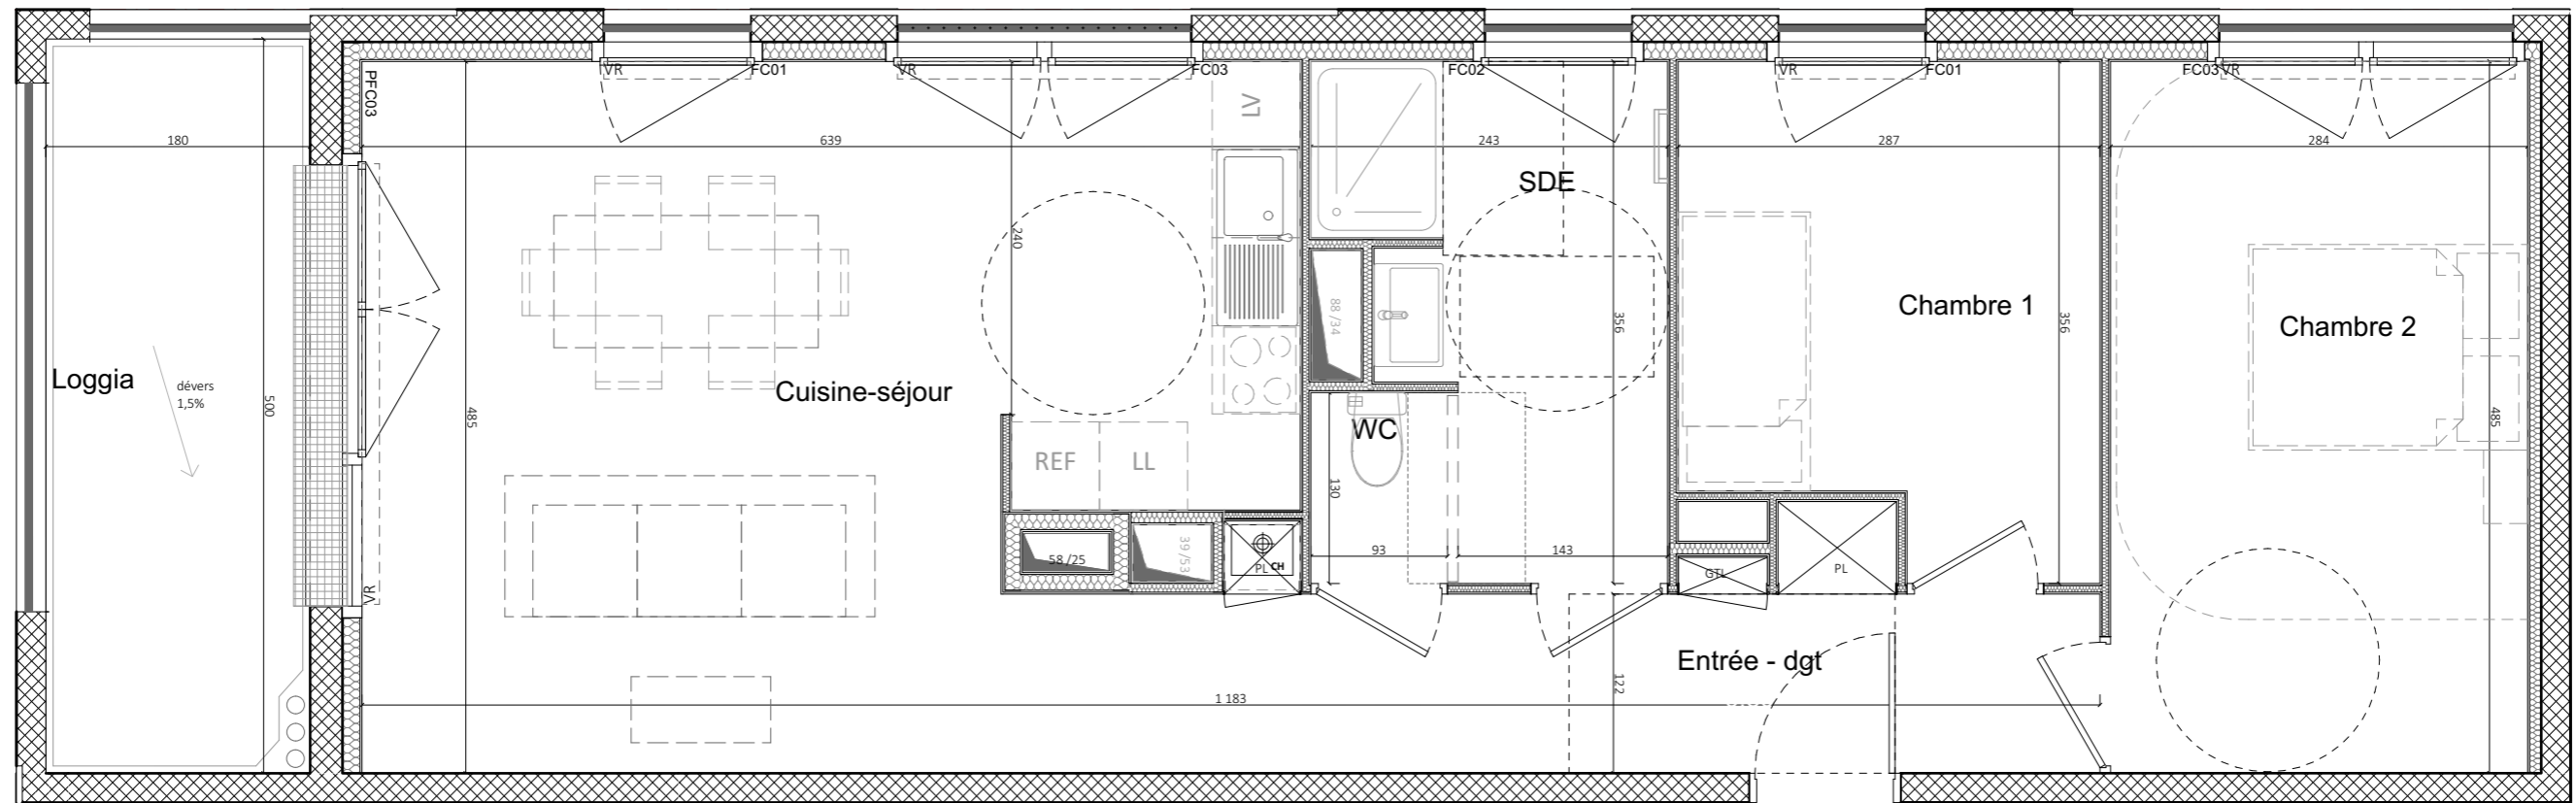 VR
FC01
VR
FC03
FC02
VR
FC01
FC03
VR
PFC03
LV
180
639
243
287
284
SDE
240
88 /34
356
356
Chambre 1
Chambre 2
Loggia
dévers
1,5%
500
485
Cuisine-séjour
WC
485
REF
LL
130
58 /25
39 /53
PL
CH
93
143
GTL
PL
VR
Entrée - dgt
122
1 183